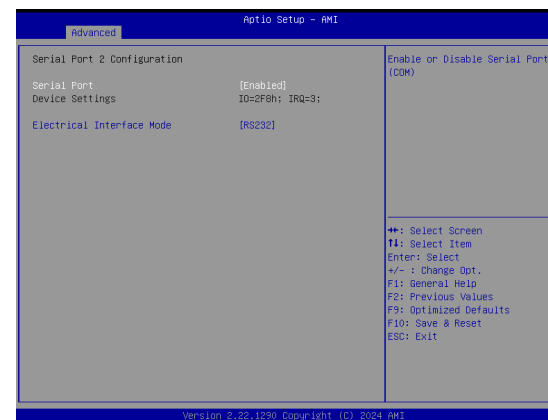 Aptio Setup – AMI
Advanced
Serial Port 2 Configuration
Serial Port [Enabled]
Device Settings IO=2F8h; IRQ=3;
Electrical Interface Mode [RS232]
Enable or Disable Serial Port
(COM)
→←: Select Screen
↑↓: Select Item
Enter: Select
+/- : Change Opt.
F1: General Help
F2: Previous Values
F9: Optimized Defaults
F10: Save & Reset
ESC: Exit
Version 2.22.1290 Copyright (C) 2024 AMI